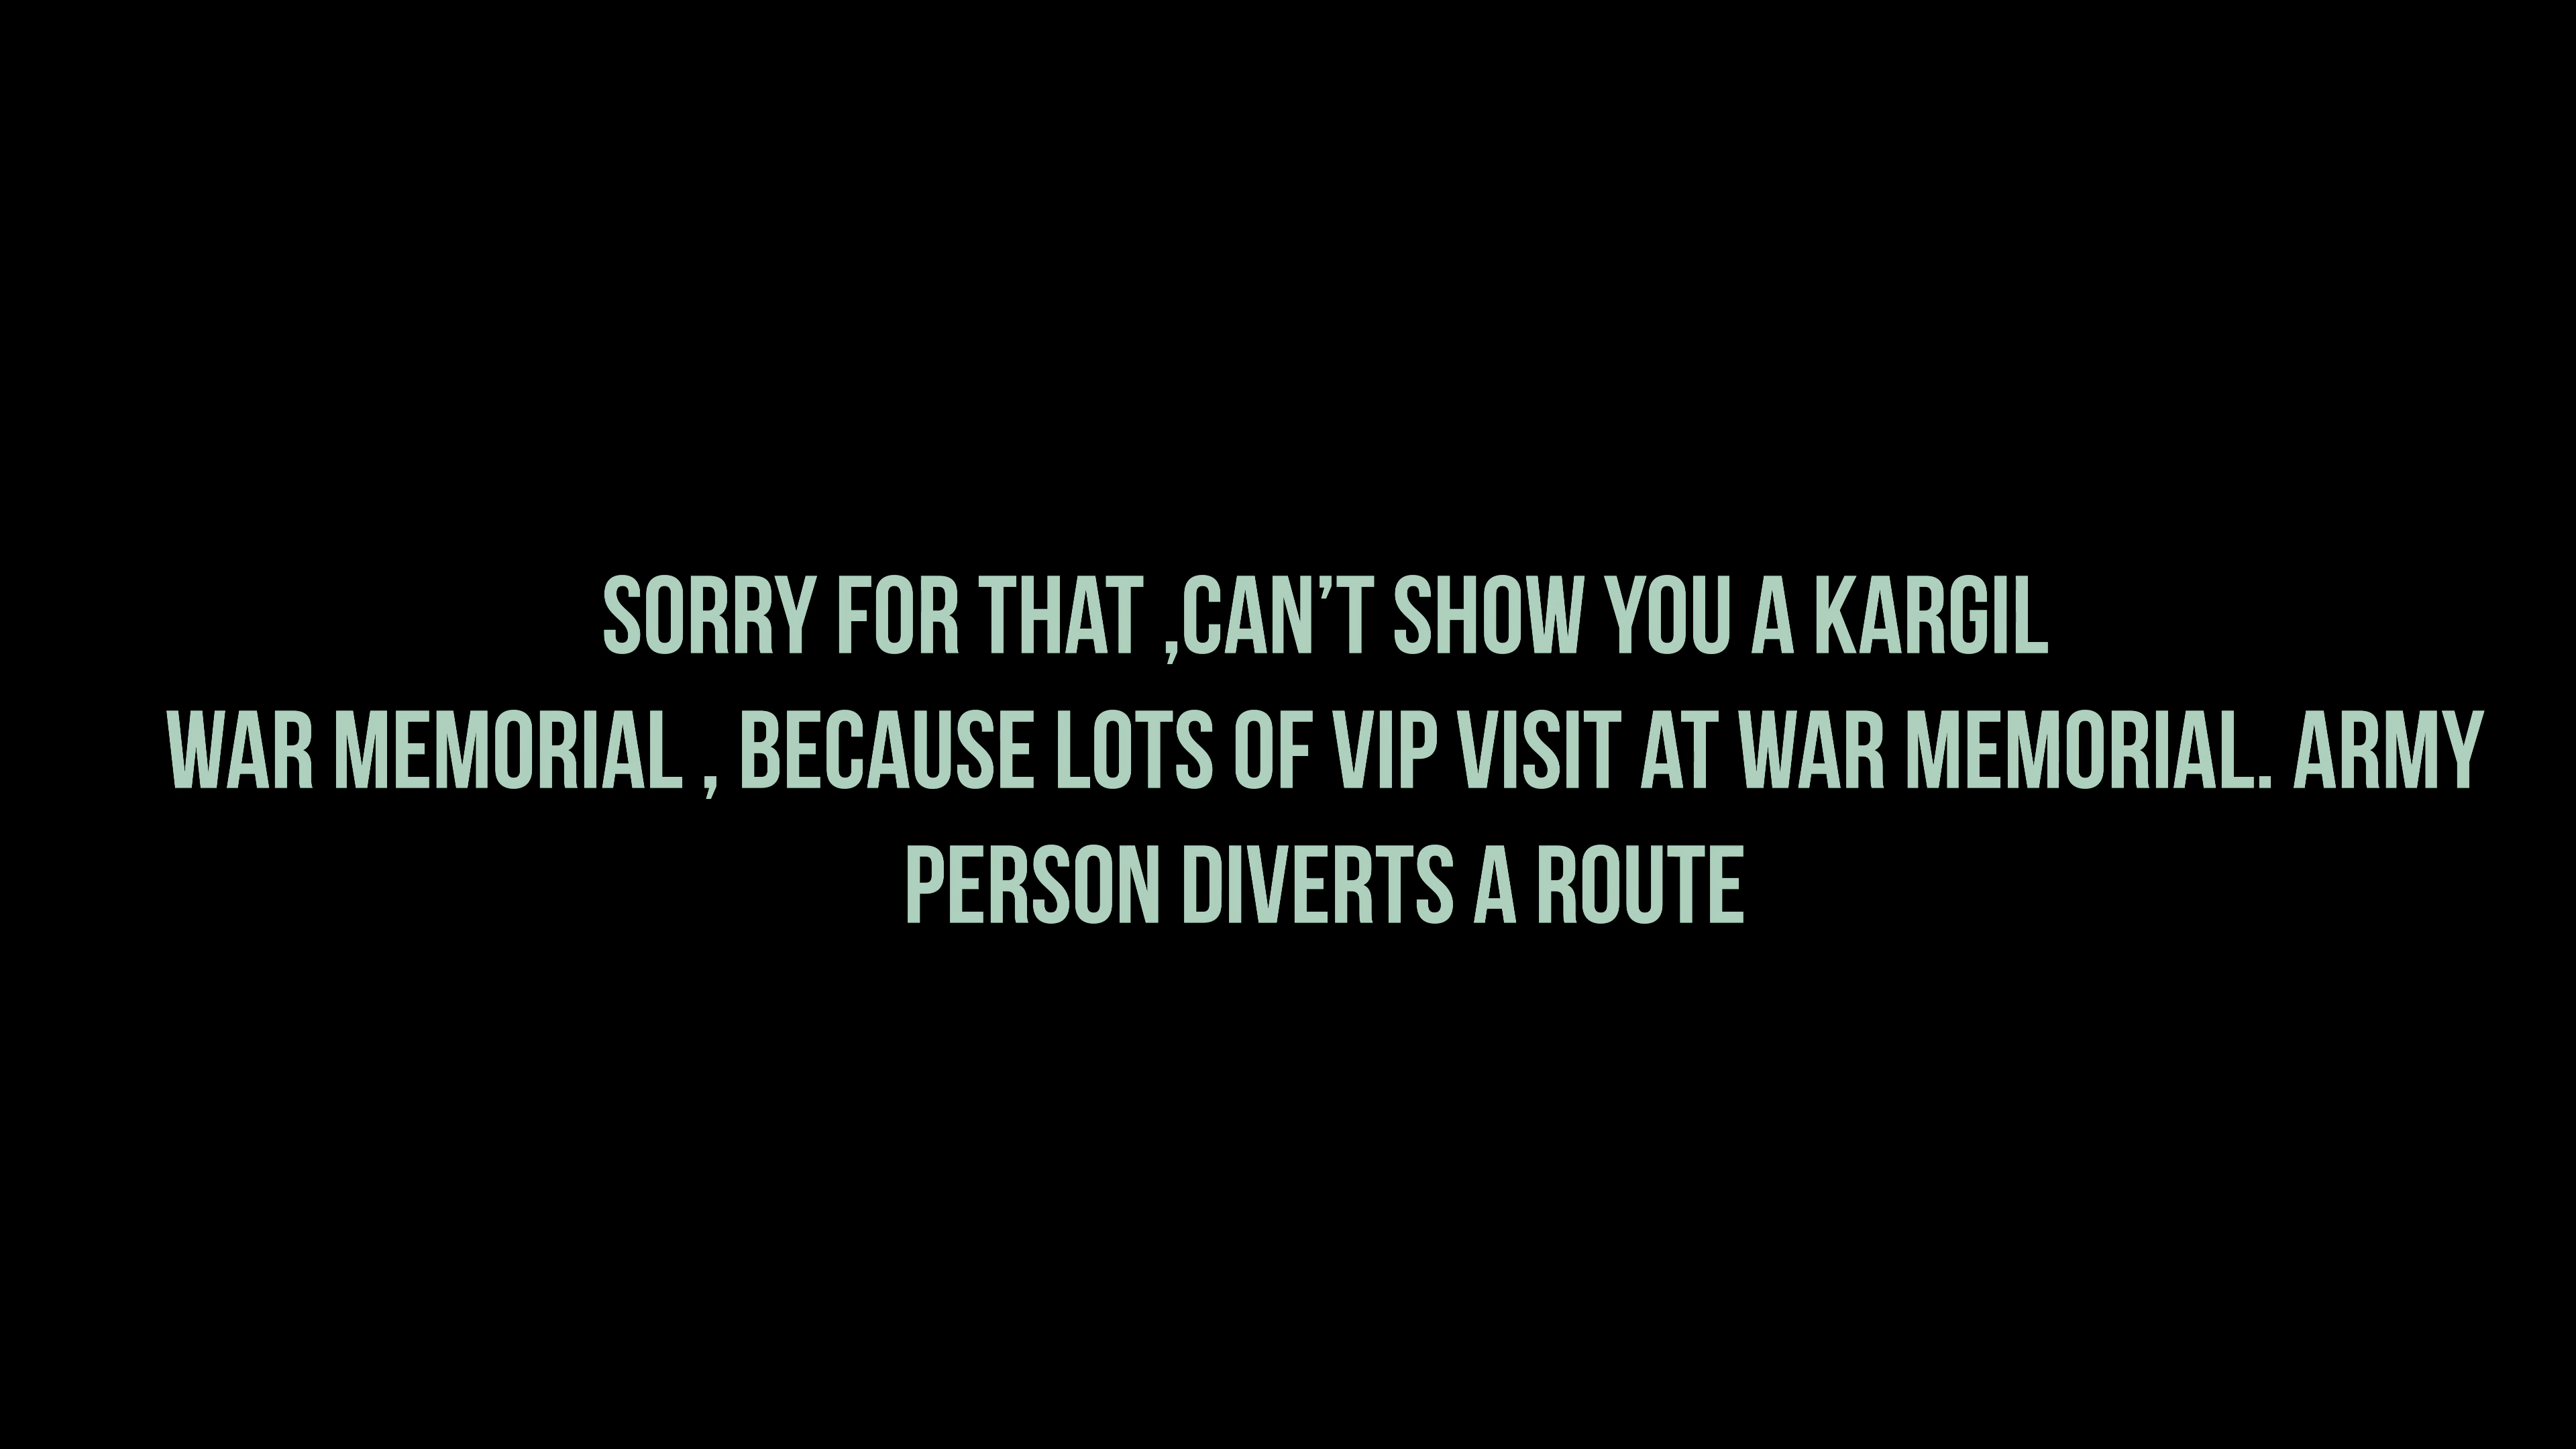 SORRY FOR THAT ,CAN’T SHOW YOU A KARGIL
WAR MEMORIAL , BECAUSE LOTS OF VIP VISIT AT WAR MEMORIAL. ARMY
PERSON DIVERTS A ROUTE